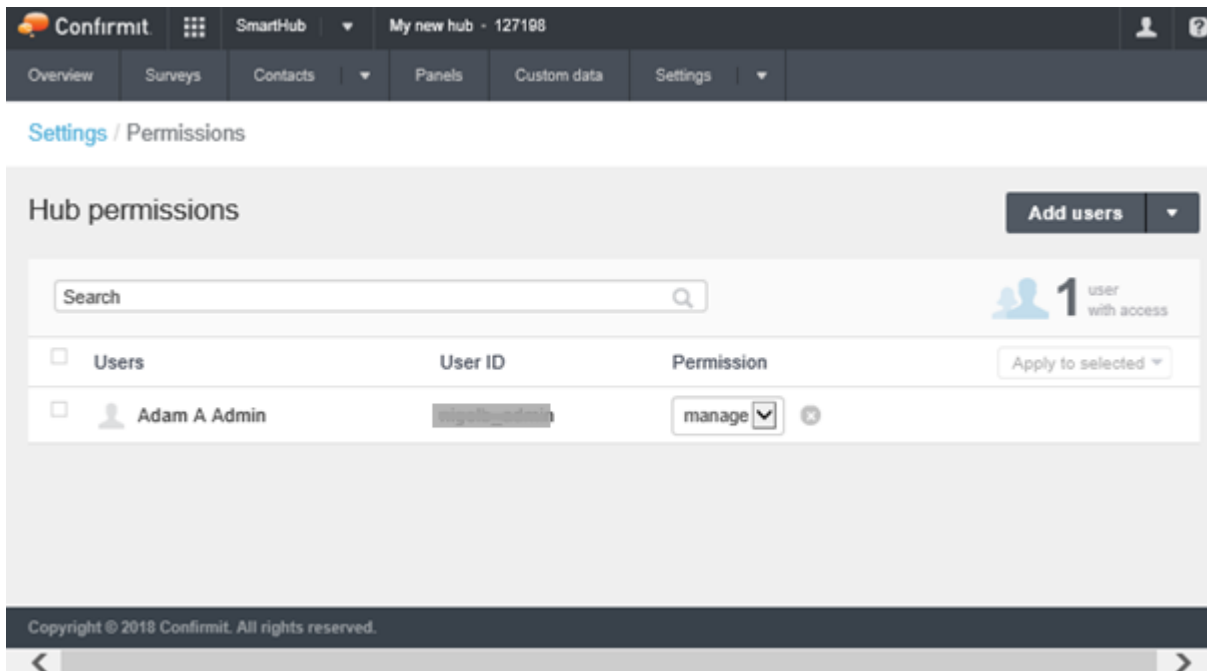 Confirmit. SmartHub My new hub - 127198
Overview Surveys Contacts Panels Custom data Settings
Settings / Permissions
Hub permissions
Add users
Search
1 user with access
Users User ID Permission Apply to selected
Adam A Admin manage
Copyright © 2018 Confirmit. All rights reserved.